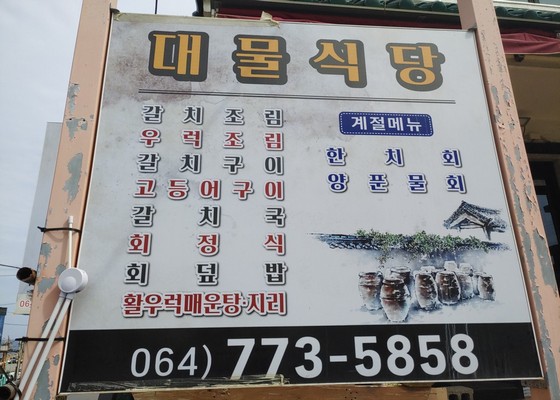 대물식당
갈치조림
우럭조림
갈치구이
고등어구이
갈치국
회정식
회덮밥
활우럭매운탕·지리
계절메뉴
한치회
양푼물회
064) 773-5858